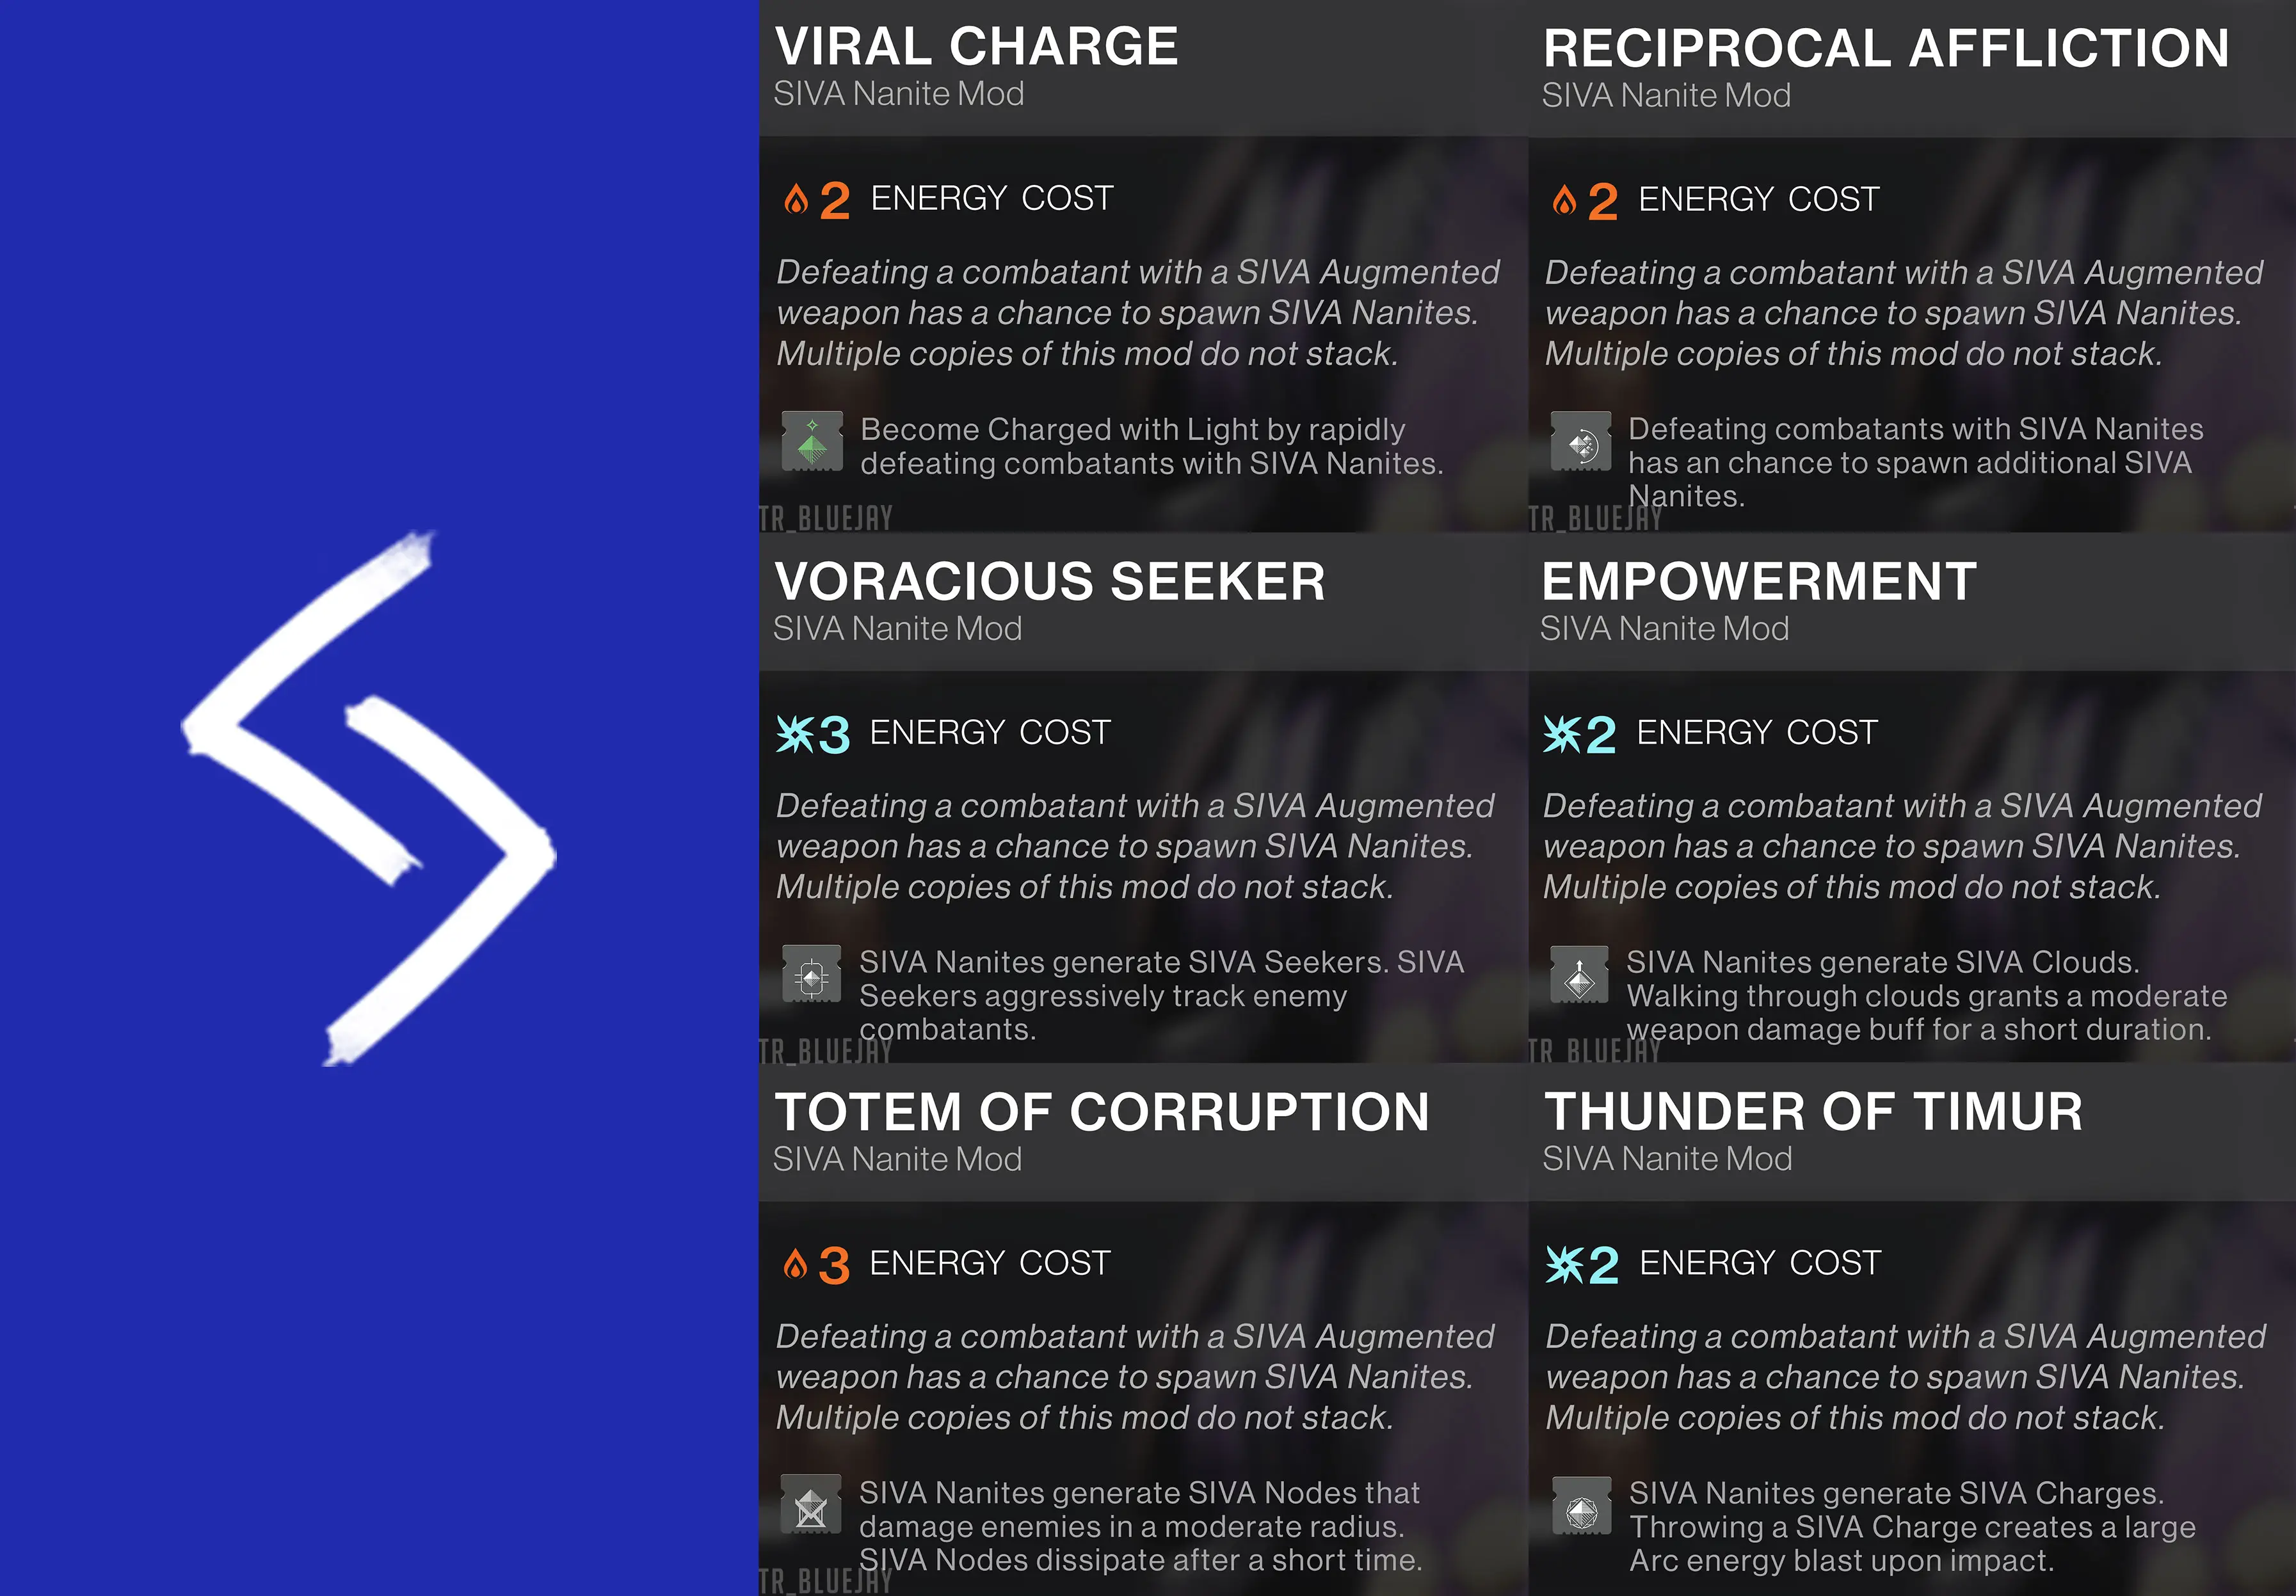 VIRAL CHARGE
SIVA Nanite Mod
2 ENERGY COST
Defeating a combatant with a SIVA Augmented
weapon has a chance to spawn SIVA Nanites.
Multiple copies of this mod do not stack.
Become Charged with Light by rapidly
defeating combatants with SIVA Nanites.
TR_BLUEJAY
RECIPROCAL AFFLICTION
SIVA Nanite Mod
2 ENERGY COST
Defeating a combatant with a SIVA Augmented
weapon has a chance to spawn SIVA Nanites.
Multiple copies of this mod do not stack.
Defeating combatants with SIVA Nanites
has an chance to spawn additional SIVA
Nanites.
TR_BLUEJAY
VORACIOUS SEEKER
SIVA Nanite Mod
3 ENERGY COST
Defeating a combatant with a SIVA Augmented
weapon has a chance to spawn SIVA Nanites.
Multiple copies of this mod do not stack.
SIVA Nanites generate SIVA Seekers. SIVA
Seekers aggressively track enemy
combatants.
TR_BLUEJAY
EMPOWERMENT
SIVA Nanite Mod
2 ENERGY COST
Defeating a combatant with a SIVA Augmented
weapon has a chance to spawn SIVA Nanites.
Multiple copies of this mod do not stack.
SIVA Nanites generate SIVA Clouds.
Walking through clouds grants a moderate
weapon damage buff for a short duration.
TR_BLUEJAY
TOTEM OF CORRUPTION
SIVA Nanite Mod
3 ENERGY COST
Defeating a combatant with a SIVA Augmented
weapon has a chance to spawn SIVA Nanites.
Multiple copies of this mod do not stack.
SIVA Nanites generate SIVA Nodes that
damage enemies in a moderate radius.
SIVA Nodes dissipate after a short time.
TR_BLUEJAY
THUNDER OF TIMUR
SIVA Nanite Mod
2 ENERGY COST
Defeating a combatant with a SIVA Augmented
weapon has a chance to spawn SIVA Nanites.
Multiple copies of this mod do not stack.
SIVA Nanites generate SIVA Charges.
Throwing a SIVA Charge creates a large
Arc energy blast upon impact.